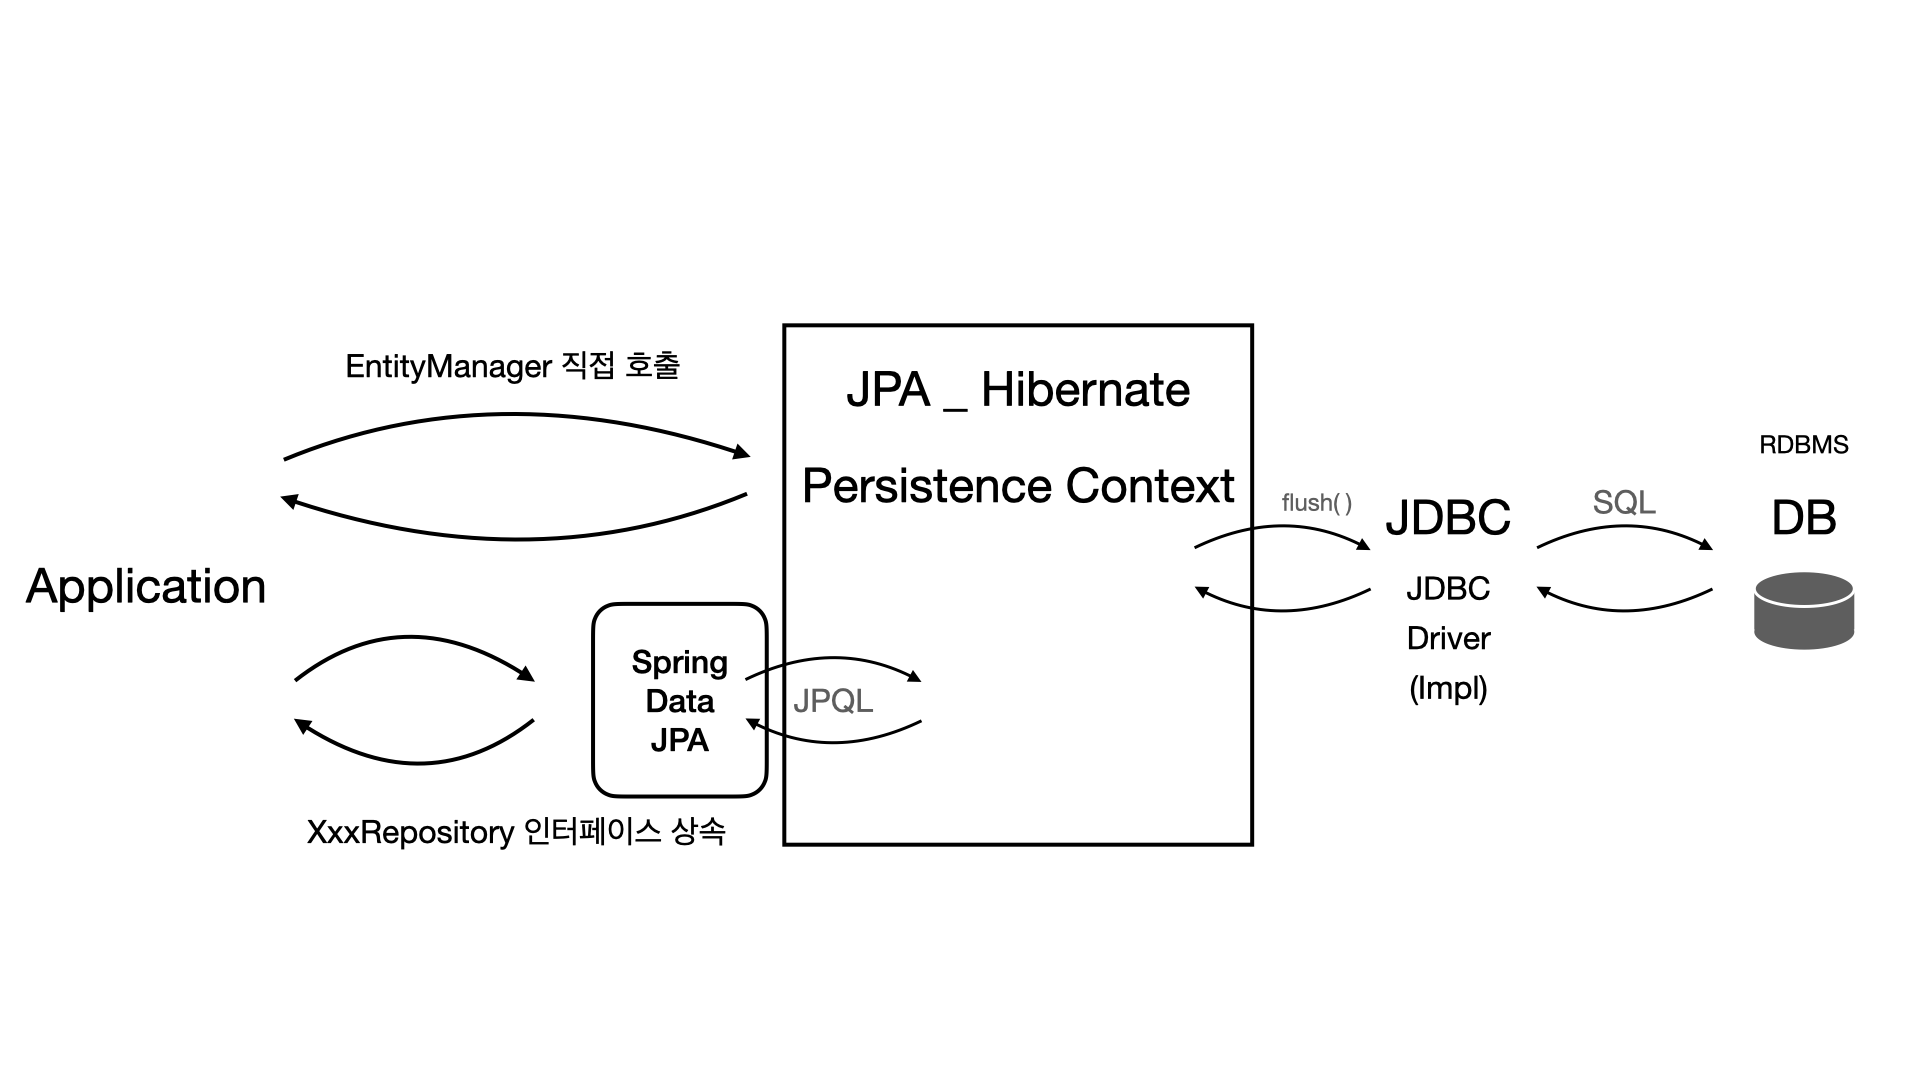 EntityManager 직접 호출
Application
Spring
Data
JPA
XxxRepository 인터페이스 상속
JPQL
JPA _ Hibernate
Persistence Context
flush( )
JDBC
JDBC
Driver
(Impl)
SQL
RDBMS
DB